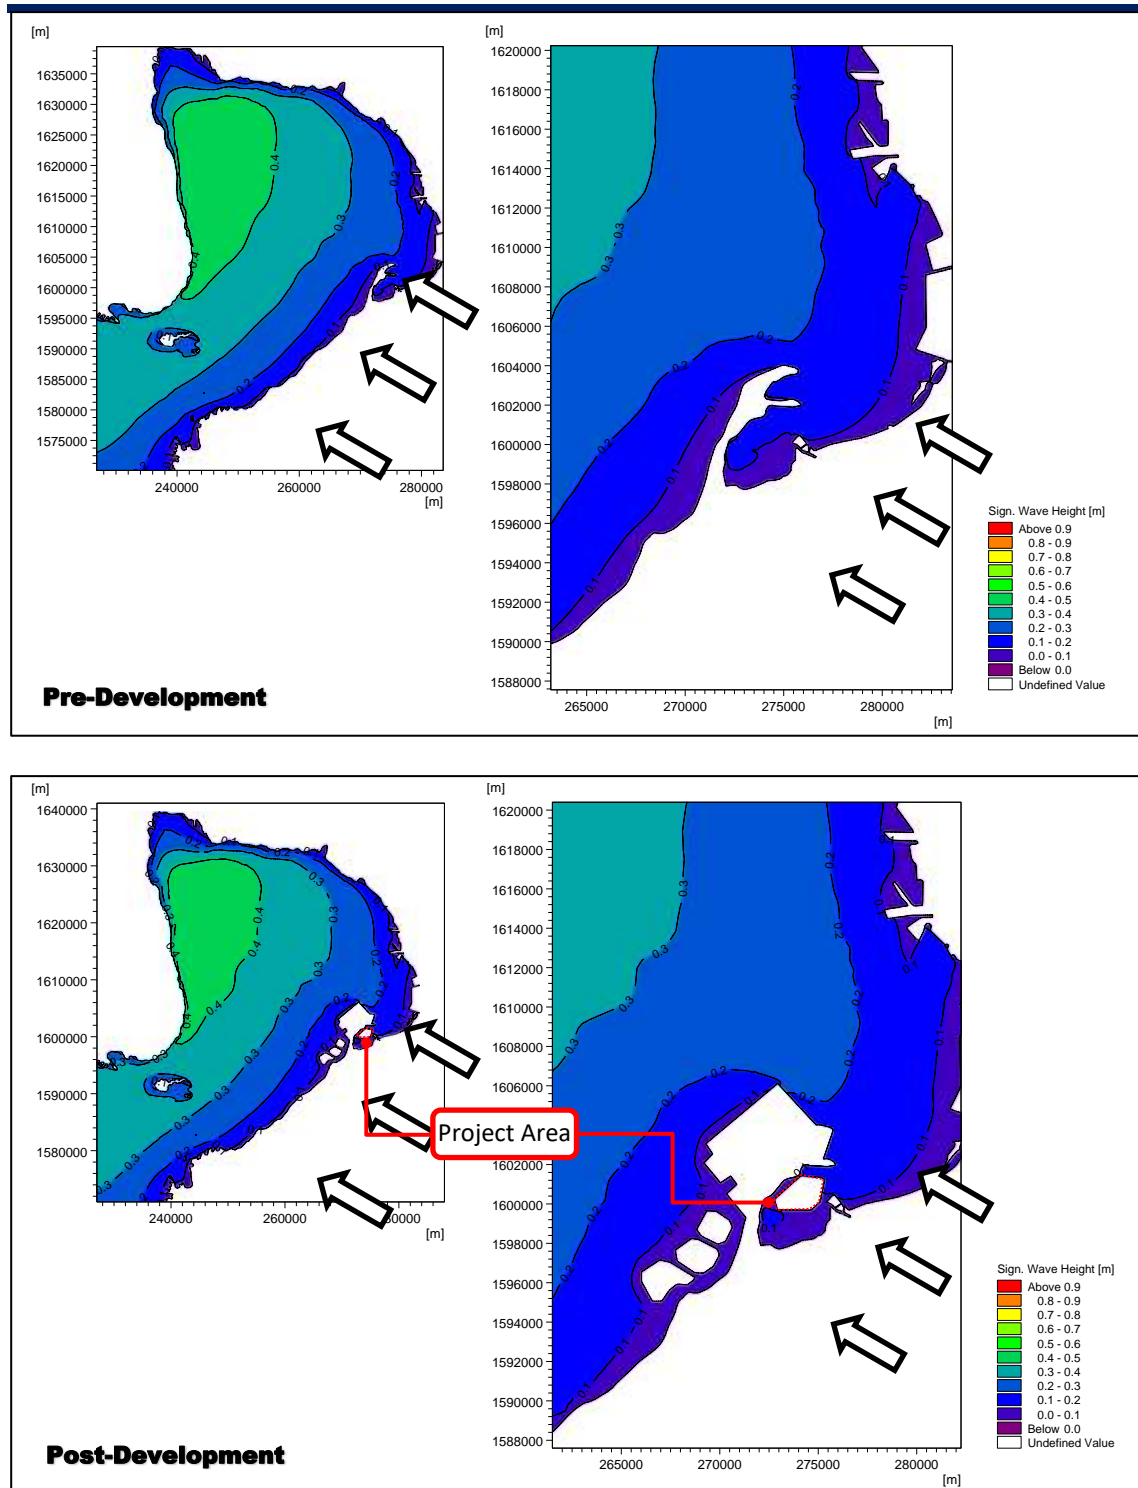 [m]
1635000
1630000
1625000
1620000
1615000
1610000
1605000
1600000
1595000
1590000
1585000
1580000
1575000
240000 260000 280000
[m]
[m]
1620000
1618000
1616000
1614000
1612000
1610000
1608000
1606000
1604000
1602000
1600000
1598000
1596000
1594000
1592000
1590000
1588000
265000 270000 275000 280000
[m]
Sign. Wave Height [m]
Above 0.9
0.8 - 0.9
0.7 - 0.8
0.6 - 0.7
0.5 - 0.6
0.4 - 0.5
0.3 - 0.4
0.2 - 0.3
0.1 - 0.2
0.0 - 0.1
Below 0.0
Undefined Value
Pre-Development
[m]
1640000
1630000
1620000
1610000
1600000
1590000
1580000
240000 260000 280000
[m]
[m]
1620000
1618000
1616000
1614000
1612000
1610000
1608000
1606000
1602000
1600000
1598000
1596000
1594000
1592000
1590000
1588000
265000 270000 275000 280000
[m]
Project Area
Sign. Wave Height [m]
Above 0.9
0.8 - 0.9
0.7 - 0.8
0.6 - 0.7
0.5 - 0.6
0.4 - 0.5
0.3 - 0.4
0.2 - 0.3
0.1 - 0.2
0.0 - 0.1
Below 0.0
Undefined Value
Post-Development